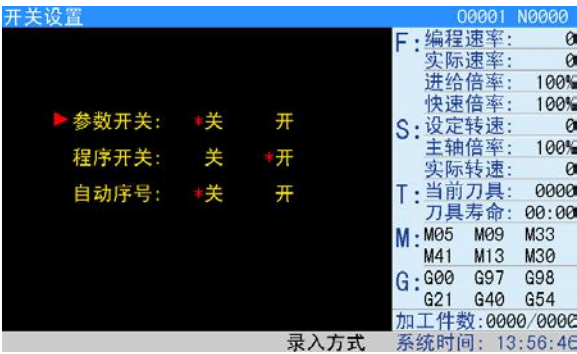 开关设置 O0001 N0000
参数开关: *关 开
程序开关: 关 *开
自动序号: *关 开
F: 编程速率: 0
实际速率: 0
进给倍率: 100%
快速倍率: 100%
S: 设定转速: 0
主轴倍率: 100%
实际转速: 0
T: 当前刀具: 0000
刀具寿命: 00:00
M: M05 M09 M33
M41 M13 M30
G: G00 G97 G98
G21 G40 G54
加工件数:0000/0000
录入方式 系统时间: 13:56:46